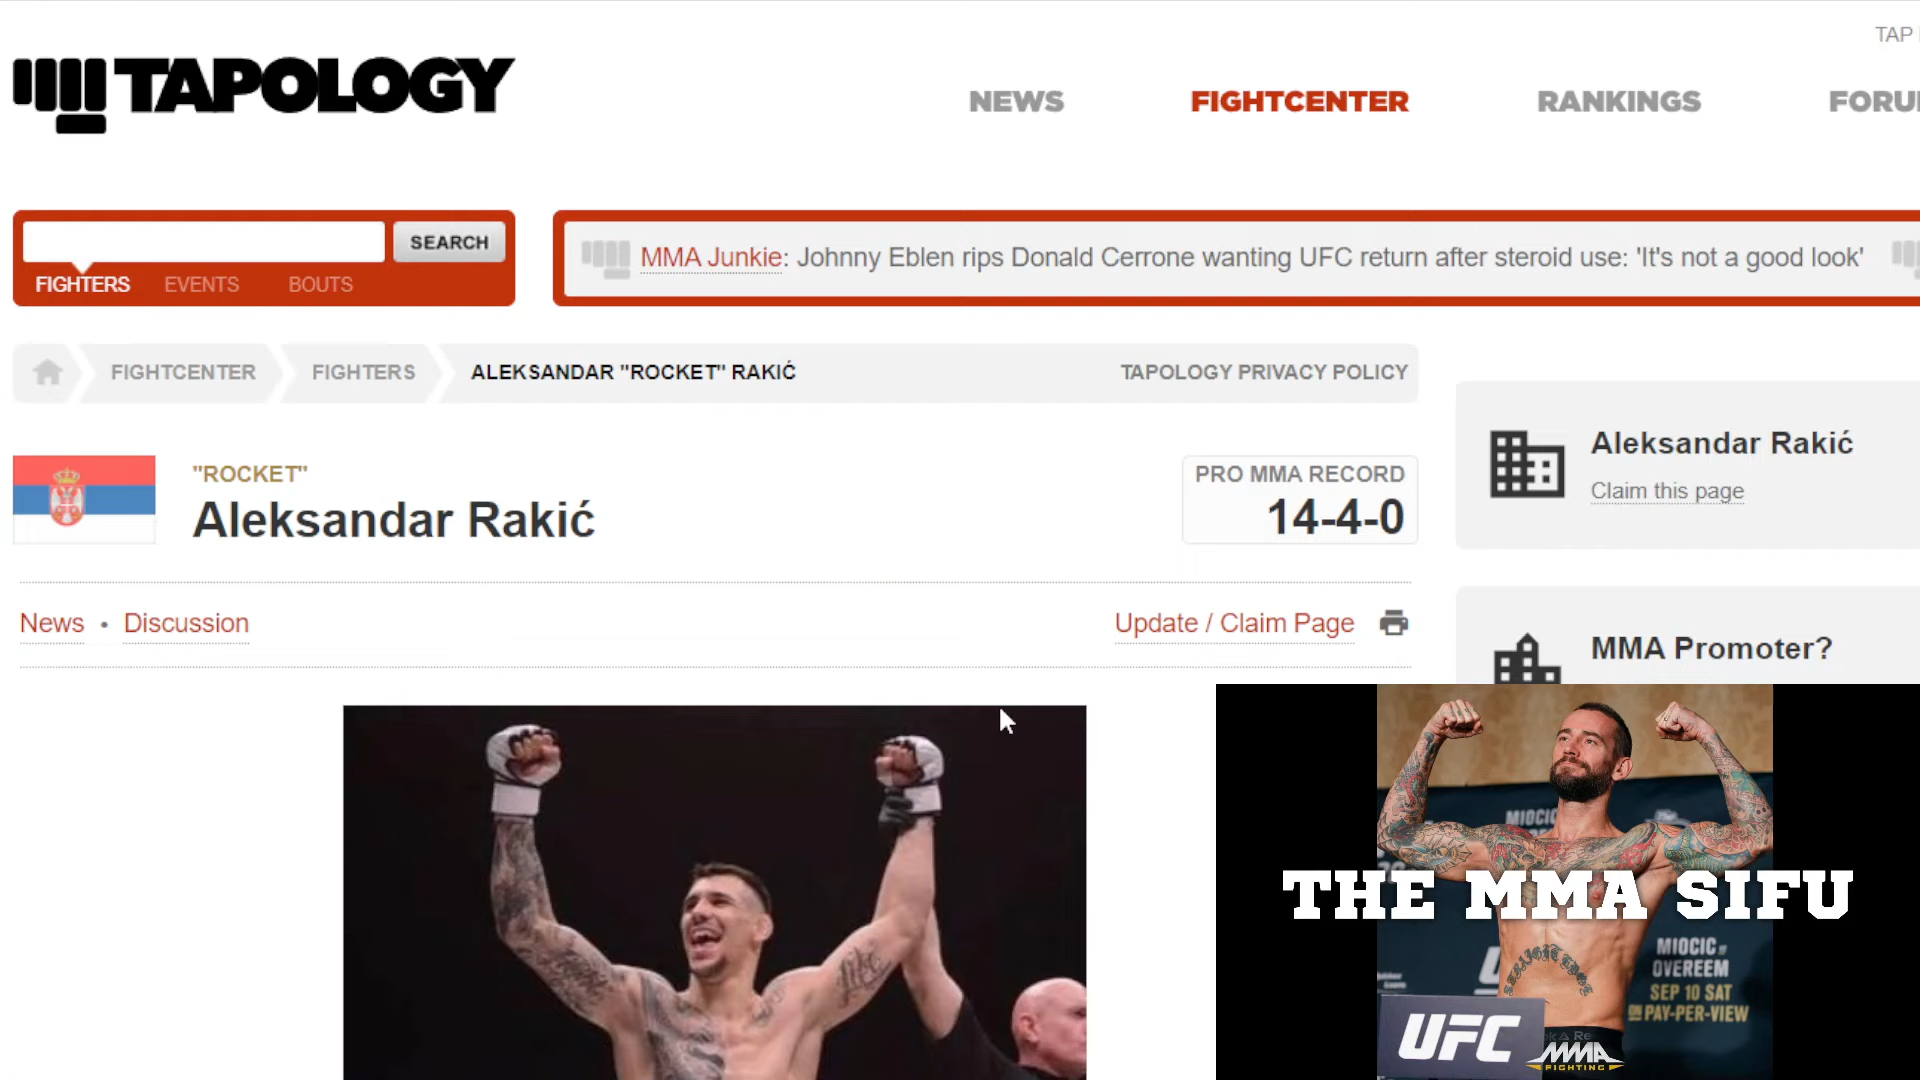 TAP
TAPOLOGY
NEWS
FIGHTCENTER
RANKINGS
FORU
SEARCH
FIGHTERS
EVENTS
BOUTS
MMA Junkie: Johnny Eblen rips Donald Cerrone wanting UFC return after steroid use: 'It's not a good look'
FIGHTCENTER
FIGHTERS
ALEKSANDAR "ROCKET" RAKIĆ
TAPOLOGY PRIVACY POLICY
Aleksandar Rakić
Claim this page
"ROCKET"
Aleksandar Rakić
PRO MMA RECORD
14-4-0
News • Discussion
Update / Claim Page
MMA Promoter?
MIOCIC
THE MMA SIFU
STRAIGHT EDGE
MIOCIC
OVEREEM
SEP 10 SAT
ON PAY-PER-VIEW
UFC
MMA
FIGHTING